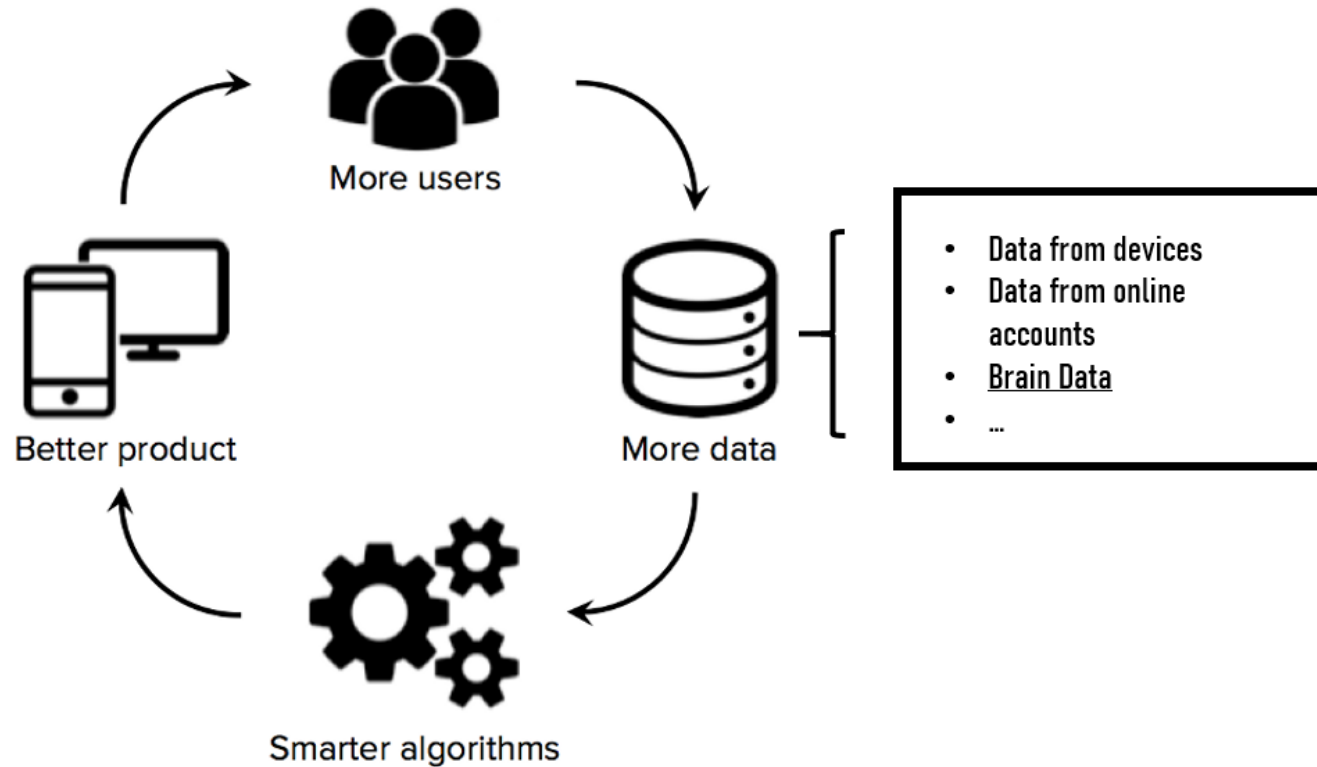 More users
• Data from devices
• Data from online
accounts
• Brain Data
• ...
Better product
More data
Smarter algorithms